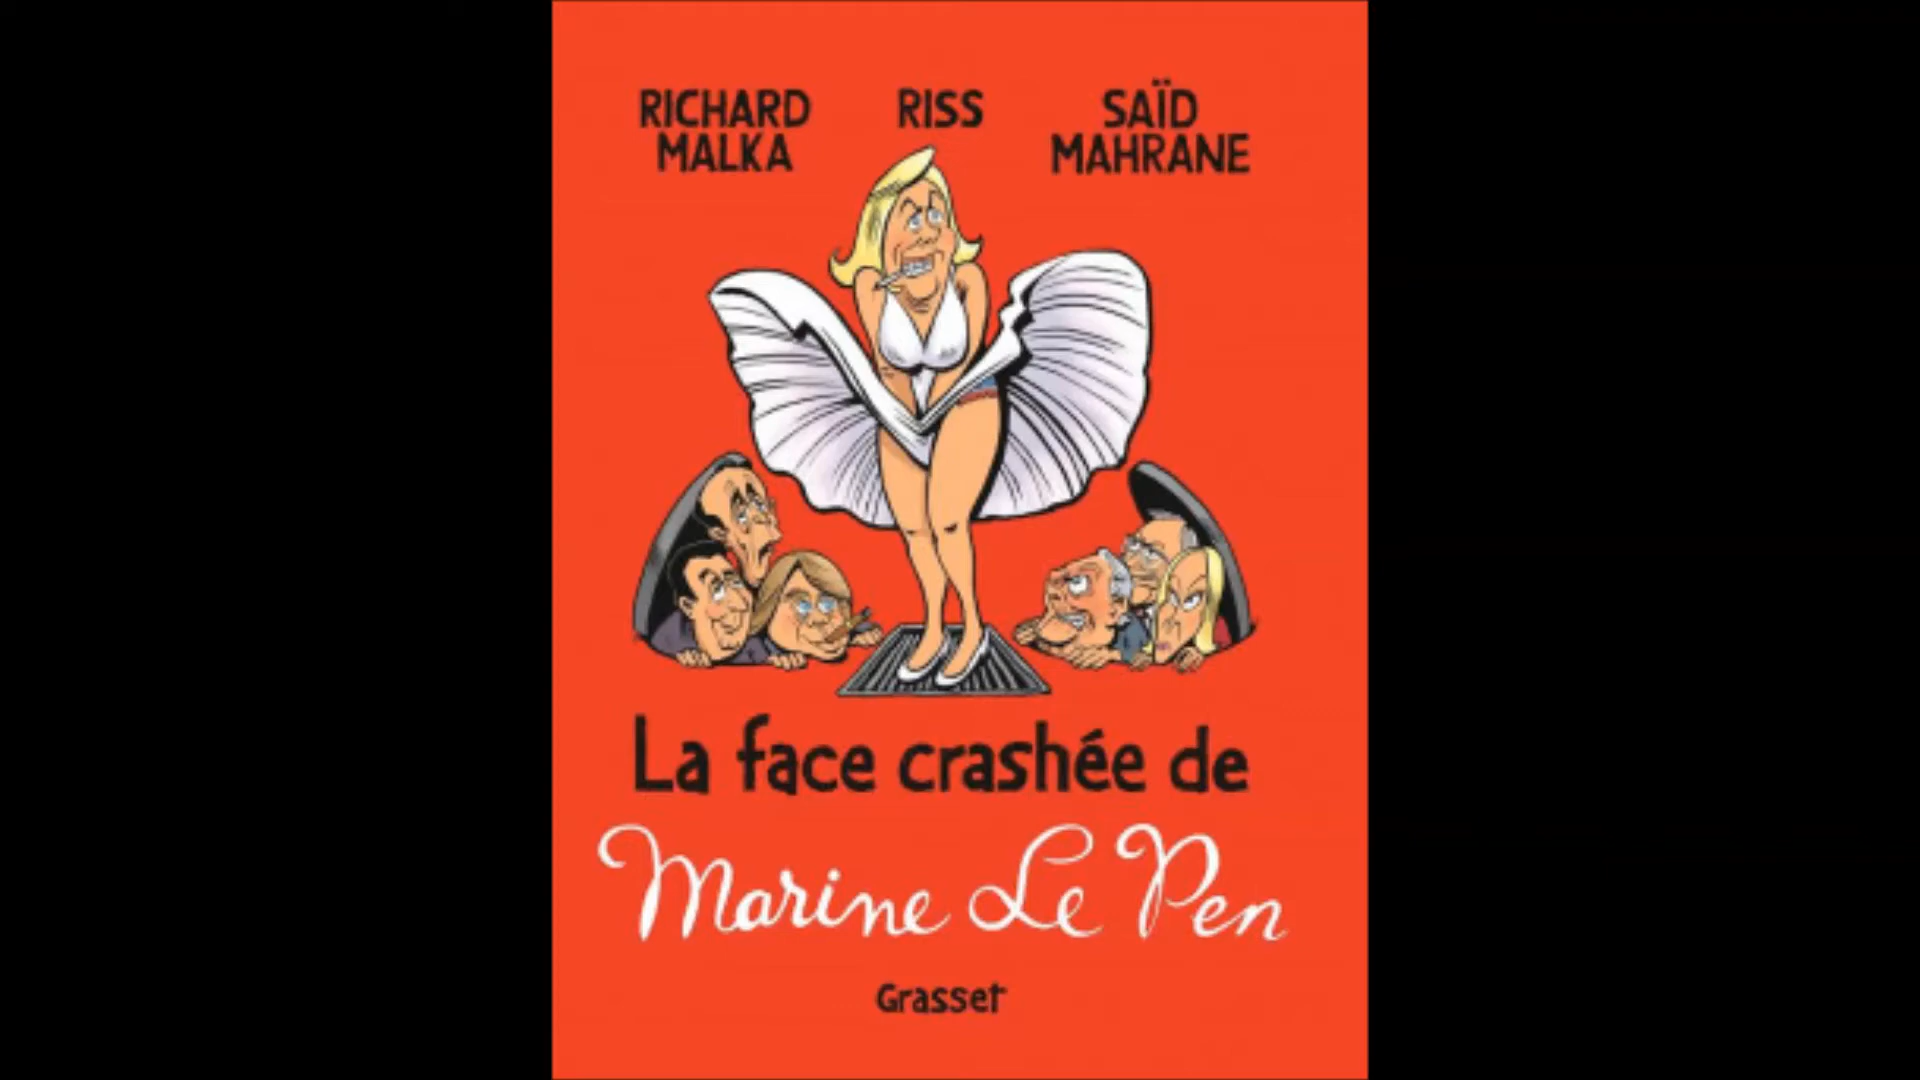 RICHARD MALKA
RISS
SAÏD MAHRANE
La face crashée de
Marine Le Pen
Grasset